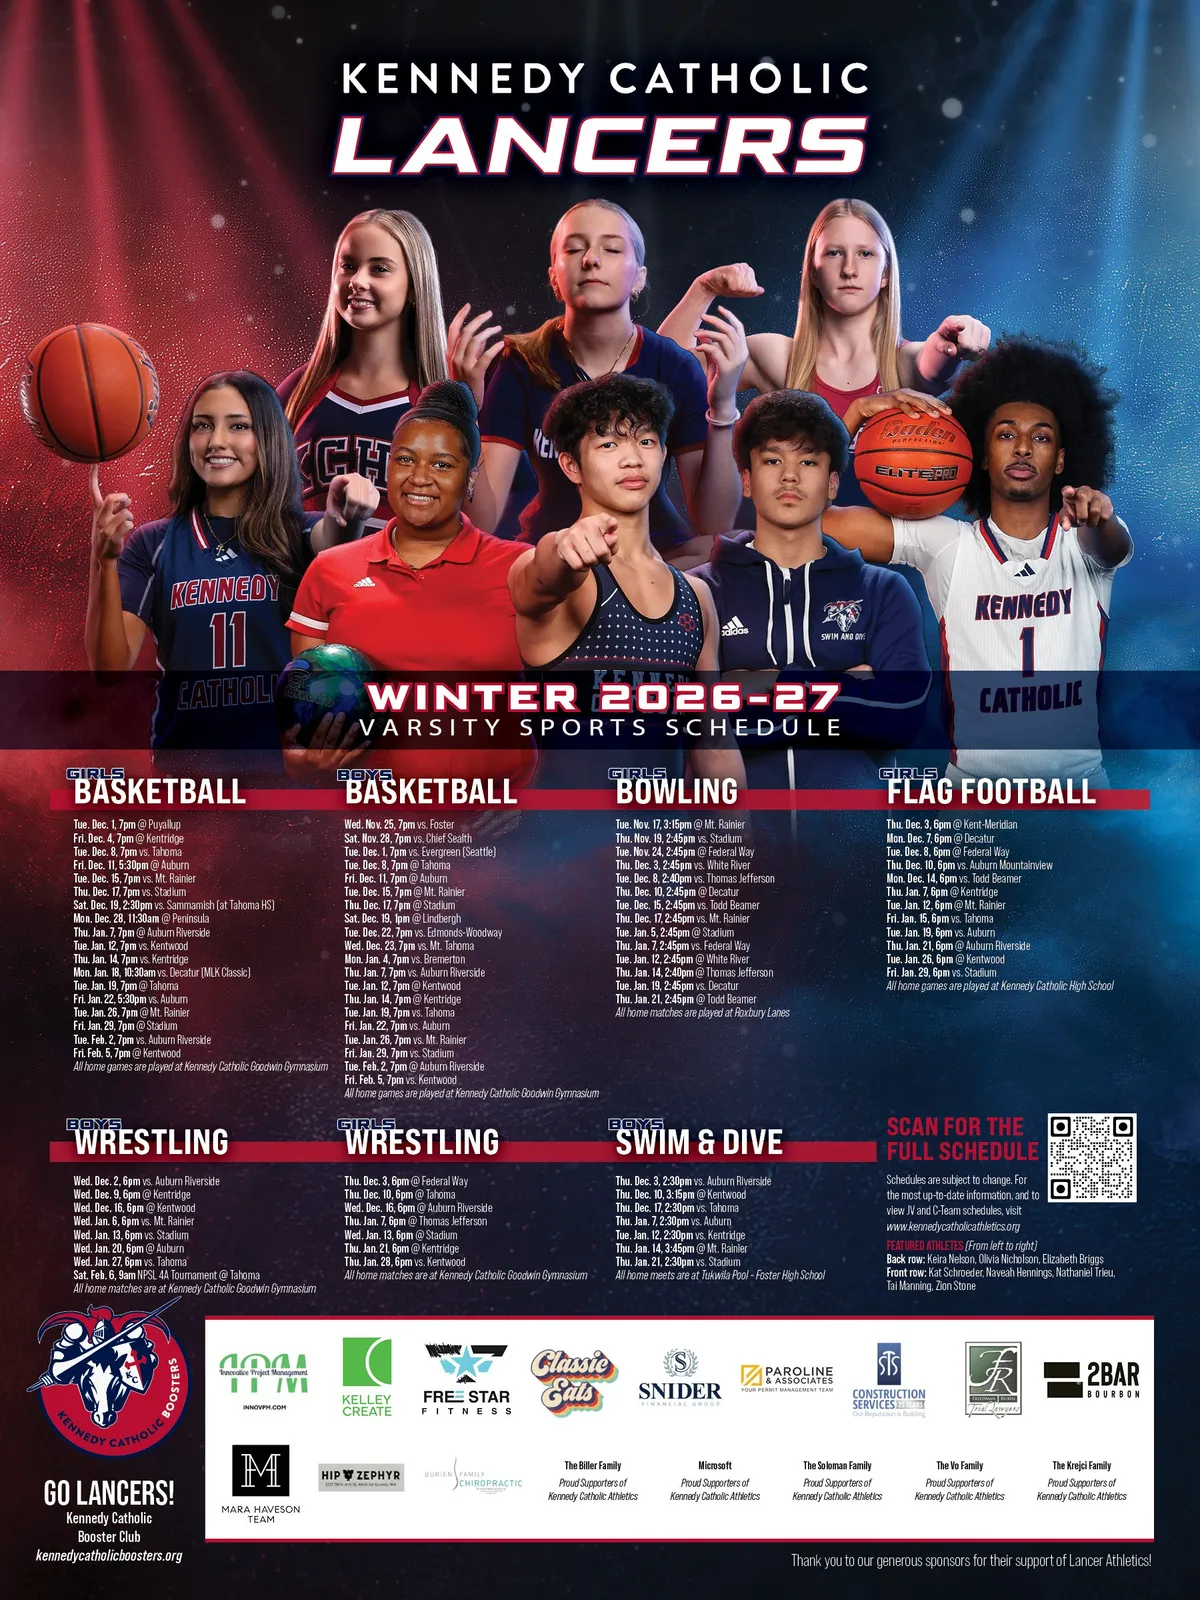 KENNEDY CATHOLIC
LANCERS
KCHS
KENNEDY
11
CATHOLIC
adidas
SWIM AND DIVE
Baden
PERFECTION
ELITE PRO
KENNEDY
1
CATHOLIC
WINTER 2026-27
VARSITY SPORTS SCHEDULE
GIRLS
BASKETBALL
Tue. Dec. 1, 7pm @ Puyallup
Fri. Dec. 4, 7pm @ Kentridge
Tue. Dec. 8, 7pm vs. Tahoma
Fri. Dec. 11, 5:30pm @ Auburn
Tue. Dec. 15, 7pm vs. Mt. Rainier
Thu. Dec. 17, 7pm vs. Stadium
Sat. Dec. 19, 2:30pm vs. Sammamish (at Tahoma HS)
Mon. Dec. 28, 11:30am @ Peninsula
Thu. Jan. 7, 7pm @ Auburn Riverside
Tue. Jan. 12, 7pm vs. Kentwood
Thu. Jan. 14, 7pm vs. Kentridge
Mon. Jan. 18, 10:30am vs. Decatur (MLK Classic)
Tue. Jan. 19, 7pm @ Tahoma
Fri. Jan. 22, 5:30pm vs. Auburn
Tue. Jan. 26, 7pm @ Mt. Rainier
Fri. Jan. 29, 7pm @ Stadium
Tue. Feb. 2, 7pm vs. Auburn Riverside
Fri. Feb. 5, 7pm @ Kentwood
All home games are played at Kennedy Catholic Goodwin Gymnasium
BOYS
BASKETBALL
Wed. Nov. 25, 7pm vs. Foster
Sat. Nov. 28, 7pm vs. Chief Sealth
Tue. Dec. 1, 7pm vs. Evergreen (Seattle)
Tue. Dec. 8, 7pm @ Tahoma
Fri. Dec. 11, 7pm @ Auburn
Tue. Dec. 15, 7pm @ Mt. Rainier
Thu. Dec. 17, 7pm @ Stadium
Sat. Dec. 19, 1pm @ Lindbergh
Tue. Dec. 22, 7pm vs. Edmonds-Woodway
Wed. Dec. 23, 7pm vs. Mt. Tahoma
Mon. Jan. 4, 7pm vs. Bremerton
Thu. Jan. 7, 7pm vs. Auburn Riverside
Tue. Jan. 12, 7pm @ Kentwood
Thu. Jan. 14, 7pm @ Kentridge
Tue. Jan. 19, 7pm vs. Tahoma
Fri. Jan. 22, 7pm vs. Auburn
Tue. Jan. 26, 7pm vs. Mt. Rainier
Fri. Jan. 29, 7pm vs. Stadium
Tue. Feb. 2, 7pm @ Auburn Riverside
Fri. Feb. 5, 7pm vs. Kentwood
All home games are played at Kennedy Catholic Goodwin Gymnasium
GIRLS
BOWLING
Tue. Nov. 17, 3:15pm @ Mt. Rainier
Thu. Nov. 19, 2:45pm vs. Stadium
Tue. Nov. 24, 2:45pm @ Federal Way
Thu. Dec. 3, 2:45pm vs. White River
Tue. Dec. 8, 2:40pm vs. Thomas Jefferson
Thu. Dec. 10, 2:45pm @ Decatur
Tue. Dec. 15, 2:45pm vs. Todd Beamer
Thu. Dec. 17, 2:45pm vs. Mt. Rainier
Tue. Jan. 5, 2:45pm @ Stadium
Thu. Jan. 7, 2:45pm vs. Federal Way
Tue. Jan. 12, 2:45pm @ White River
Thu. Jan. 14, 2:40pm @ Thomas Jefferson
Tue. Jan. 19, 2:45pm vs. Decatur
Thu. Jan. 21, 2:45pm @ Todd Beamer
All home matches are played at Roxbury Lanes
GIRLS
FLAG FOOTBALL
Thu. Dec. 3, 6pm @ Kent-Meridian
Mon. Dec. 7, 6pm @ Decatur
Tue. Dec. 8, 6pm @ Federal Way
Thu. Dec. 10, 6pm vs. Auburn Mountainview
Mon. Dec. 14, 6pm vs. Todd Beamer
Thu. Jan. 7, 6pm @ Kentridge
Tue. Jan. 12, 6pm @ Mt. Rainier
Fri. Jan. 15, 6pm vs. Tahoma
Tue. Jan. 19, 6pm vs. Auburn
Thu. Jan. 21, 6pm @ Auburn Riverside
Tue. Jan. 26, 6pm @ Kentwood
Fri. Jan. 29, 6pm vs. Stadium
All home games are played at Kennedy Catholic High School
BOYS
WRESTLING
Wed. Dec. 2, 6pm vs. Auburn Riverside
Wed. Dec. 9, 6pm @ Kentridge
Wed. Dec. 16, 6pm @ Kentwood
Wed. Jan. 6, 6pm vs. Mt. Rainier
Wed. Jan. 13, 6pm vs. Stadium
Wed. Jan. 20, 6pm @ Auburn
Wed. Jan. 27, 6pm vs. Tahoma
Sat. Feb. 6, 9am NPSL 4A Tournament @ Tahoma
All home matches are at Kennedy Catholic Goodwin Gymnasium
GIRLS
WRESTLING
Thu. Dec. 3, 6pm @ Federal Way
Thu. Dec. 10, 6pm @ Tahoma
Wed. Dec. 16, 6pm @ Auburn Riverside
Thu. Jan. 7, 6pm @ Thomas Jefferson
Wed. Jan. 13, 6pm @ Stadium
Thu. Jan. 21, 6pm @ Kentridge
Thu. Jan. 28, 6pm vs. Kentwood
All home matches are at Kennedy Catholic Goodwin Gymnasium
BOYS
SWIM & DIVE
Thu. Dec. 3, 2:30pm vs. Auburn Riverside
Thu. Dec. 10, 3:15pm @ Kentwood
Thu. Dec. 17, 2:30pm vs. Tahoma
Thu. Jan. 7, 2:30pm vs. Auburn
Tue. Jan. 12, 2:30pm vs. Kentridge
Thu. Jan. 14, 3:45pm @ Mt. Rainier
Thu. Jan. 21, 2:30pm vs. Stadium
All home meets are at Tukwila Pool - Foster High School
SCAN FOR THE
FULL SCHEDULE
Schedules are subject to change. For
the most up-to-date information, and to
view JV and C-Team schedules, visit
www.kennedycatholicathletics.org
FEATURED ATHLETES (From left to right)
Back row: Keira Nelson, Olivia Nicholson, Elizabeth Briggs
Front row: Kat Schroeder, Naveah Hennings, Nathaniel Trieu,
Tai Manning, Zion Stone
KC
KENNEDY CATHOLIC BOOSTERS
GO LANCERS!
Kennedy Catholic
Booster Club
kennedycatholicboosters.org
IPM
Innovative Project Management
INNOVPM.COM
KELLEY
CREATE
FREE STAR
FITNESS
Classic
Eats
S
SNIDER
FINANCIAL GROUP
PAROLINE
& ASSOCIATES
YOUR PERMIT MANAGEMENT TEAM
STS
CONSTRUCTION
SERVICES 25 YEARS
Our Reputation is Building
FR
Trial Lawyers
2BAR
BOURBON
M
MARA HAVESON
TEAM
HIP ZEPHYR
BURIEN FAMILY
CHIROPRACTIC
The Biller Family
Proud Supporters of
Kennedy Catholic Athletics
Microsoft
Proud Supporters of
Kennedy Catholic Athletics
The Soloman Family
Proud Supporters of
Kennedy Catholic Athletics
The Vo Family
Proud Supporters of
Kennedy Catholic Athletics
The Krejci Family
Proud Supporters of
Kennedy Catholic Athletics
Thank you to our generous sponsors for their support of Lancer Athletics!